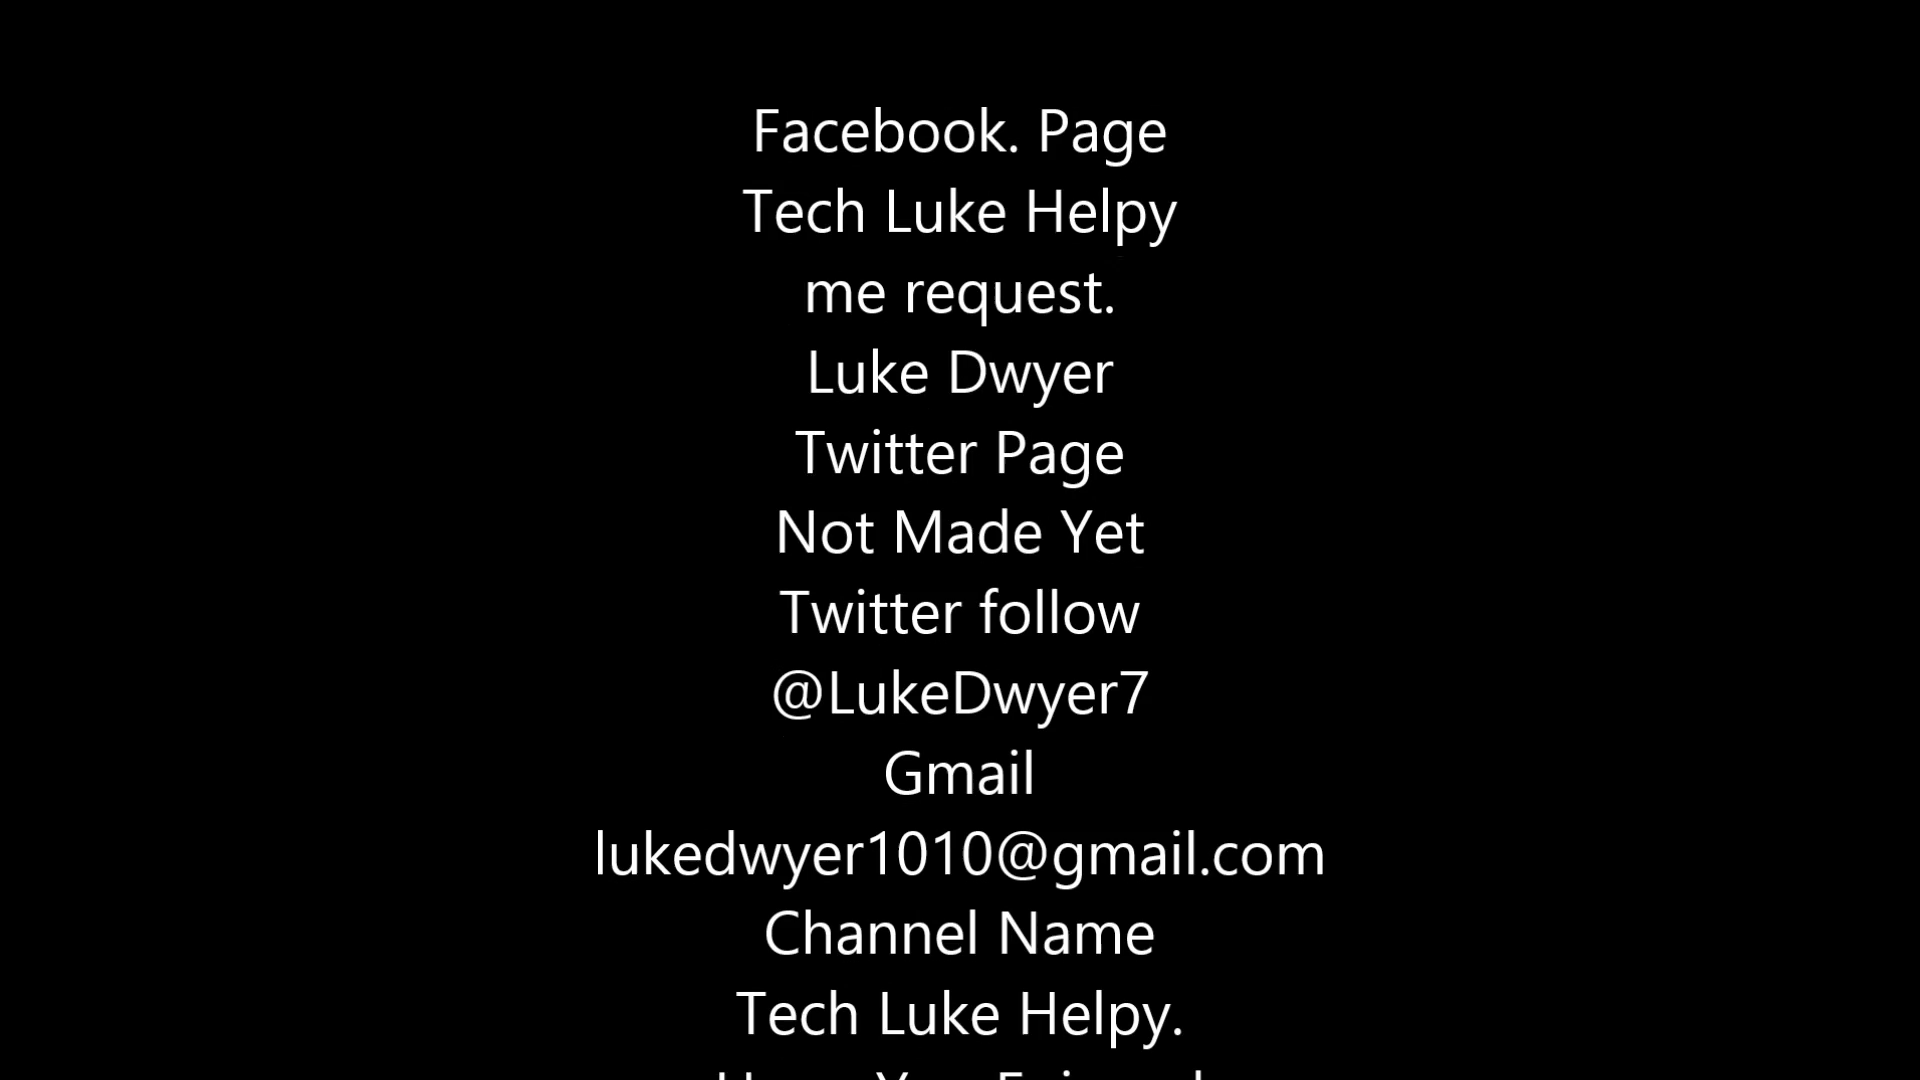 Facebook. Page
Tech Luke Helpy
me request.
Luke Dwyer
Twitter Page
Not Made Yet
Twitter follow
@LukeDwyer7
Gmail
lukedwyer1010@gmail.com
Channel Name
Tech Luke Helpy.